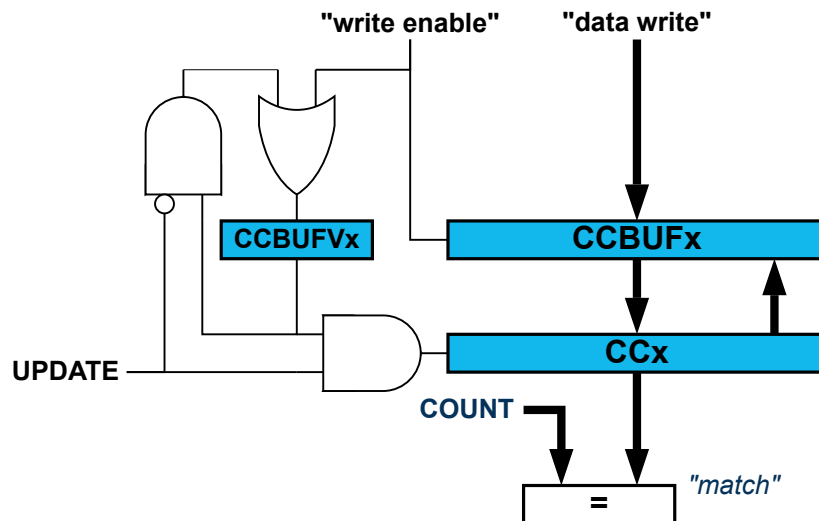 "write enable"
"data write"
CCBUFVx
CCBUFx
CCx
UPDATE
COUNT
"match"
=